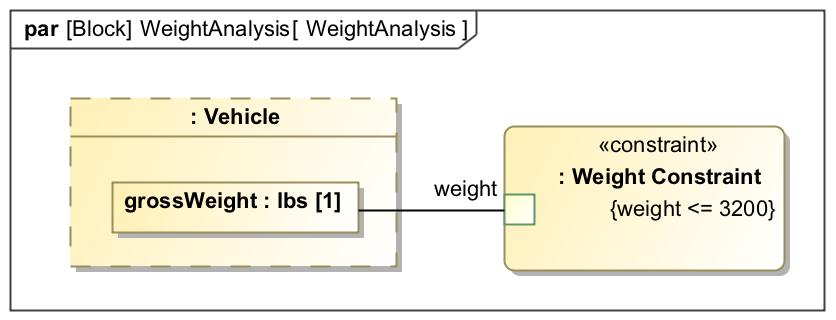 par [Block] WeightAnalysis[ WeightAnalysis ]
: Vehicle
grossWeight : lbs [1]
weight
«constraint»
: Weight Constraint
{weight <= 3200}